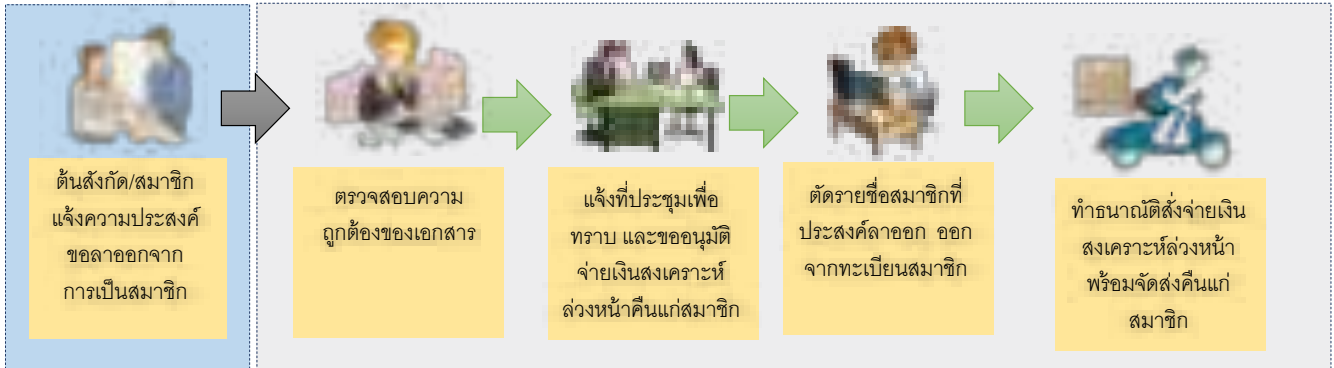 ต้นสังกัด/สมาชิก
แจ้งความประสงค์
ขอลาออกจาก
การเป็นสมาชิก
ตรวจสอบความ
ถูกต้องของเอกสาร
แจ้งที่ประชุมเพื่อ
ทราบ และขออนุมัติ
จ่ายเงินสงเคราะห์
ล่วงหน้าคืนแก่สมาชิก
ตัดรายชื่อสมาชิกที่
ประสงค์ลาออก ออก
จากทะเบียนสมาชิก
ทำธนาณัติสั่งจ่ายเงิน
สงเคราะห์ล่วงหน้า
พร้อมจัดส่งคืนแก่
สมาชิก